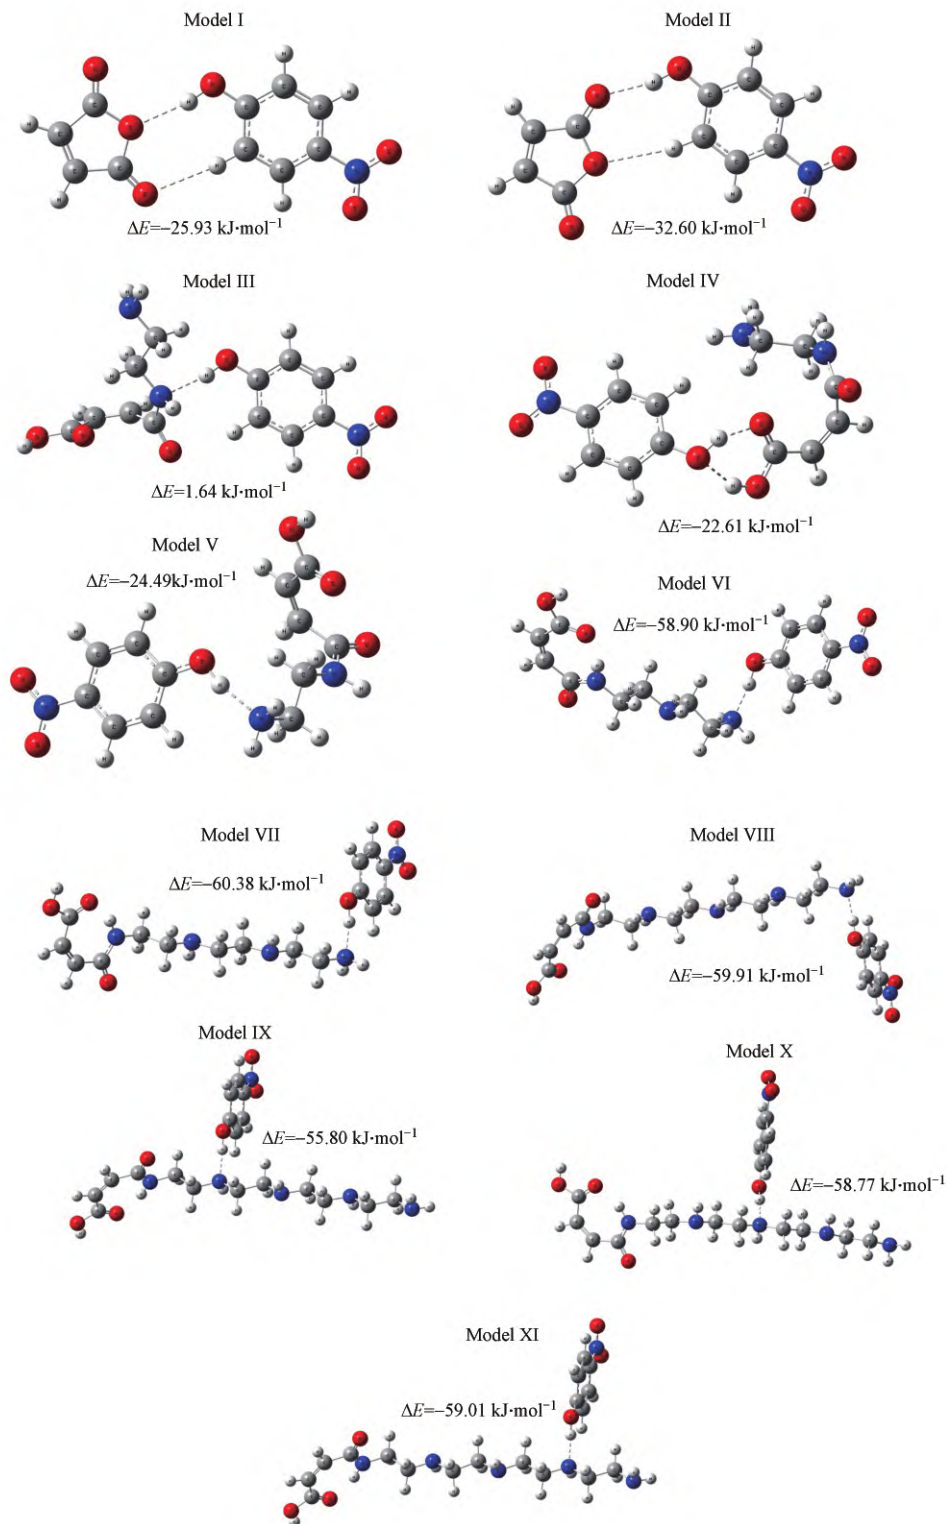 Model I
Model II
ΔE=−25.93 kJ·mol⁻¹
ΔE=−32.60 kJ·mol⁻¹
Model III
Model IV
ΔE=1.64 kJ·mol⁻¹
ΔE=−22.61 kJ·mol⁻¹
Model V
ΔE=−24.49kJ·mol⁻¹
Model VI
ΔE=−58.90 kJ·mol⁻¹
Model VII
Model VIII
ΔE=−60.38 kJ·mol⁻¹
ΔE=−59.91 kJ·mol⁻¹
Model IX
Model X
ΔE=−55.80 kJ·mol⁻¹
ΔE=−58.77 kJ·mol⁻¹
Model XI
ΔE=−59.01 kJ·mol⁻¹